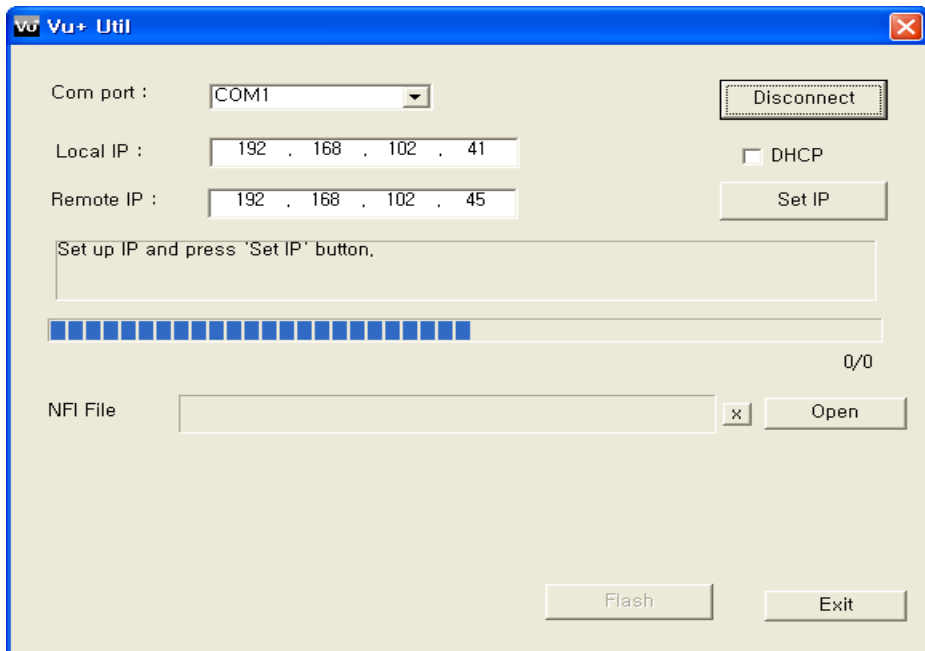 Vu+ Vu+ Util
Com port : COM1 Disconnect
Local IP : 192 . 168 . 102 . 41 DHCP
Remote IP : 192 . 168 . 102 . 45 Set IP
Set up IP and press 'Set IP' button.
0/0
NFI File x Open
Flash Exit